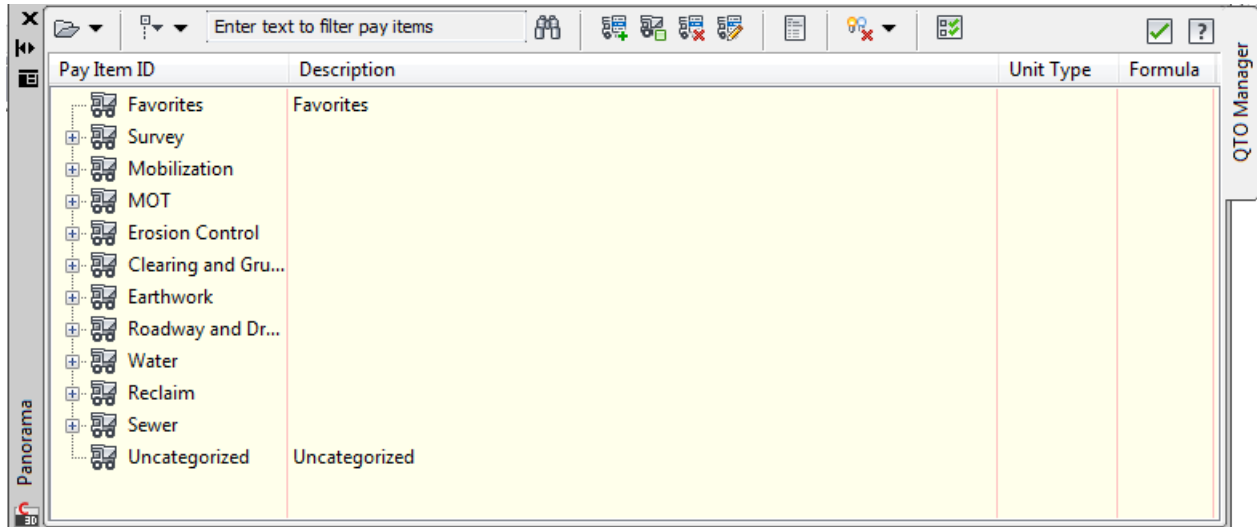 Enter text to filter pay items
?
Pay Item ID Description Unit Type Formula
Favorites Favorites
Survey
Mobilization
MOT
Erosion Control
Clearing and Gru...
Earthwork
Roadway and Dr...
Water
Reclaim
Sewer
Uncategorized Uncategorized
QTO Manager
Panorama
C
3D